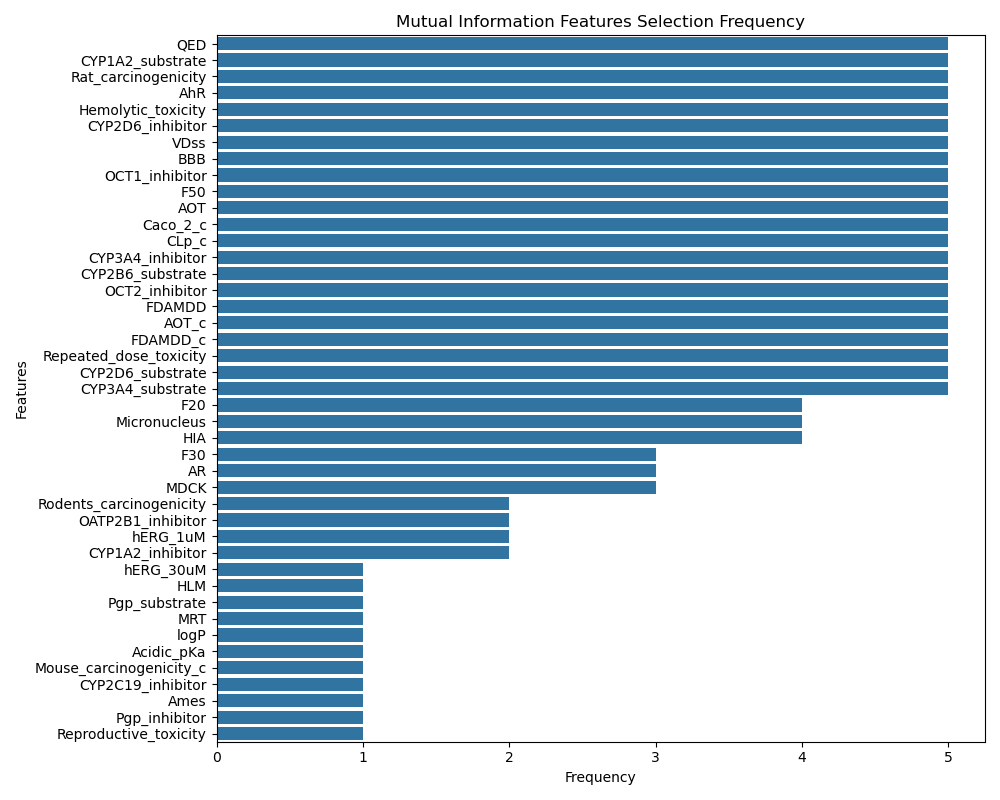 Mutual Information Features Selection Frequency
QED
CYP1A2_substrate
Rat_carcinogenicity
AhR
Hemolytic_toxicity
CYP2D6_inhibitor
VDss
BBB
OCT1_inhibitor
F50
AOT
Caco_2_c
CLp_c
CYP3A4_inhibitor
CYP2B6_substrate
OCT2_inhibitor
FDAMDD
AOT_c
FDAMDD_c
Repeated_dose_toxicity
CYP2D6_substrate
CYP3A4_substrate
F20
Micronucleus
HIA
F30
AR
MDCK
Rodents_carcinogenicity
OATP2B1_inhibitor
hERG_1uM
CYP1A2_inhibitor
hERG_30uM
HLM
Pgp_substrate
MRT
logP
Acidic_pKa
Mouse_carcinogenicity_c
CYP2C19_inhibitor
Ames
Pgp_inhibitor
Reproductive_toxicity
Features
0 1 2 3 4 5
Frequency